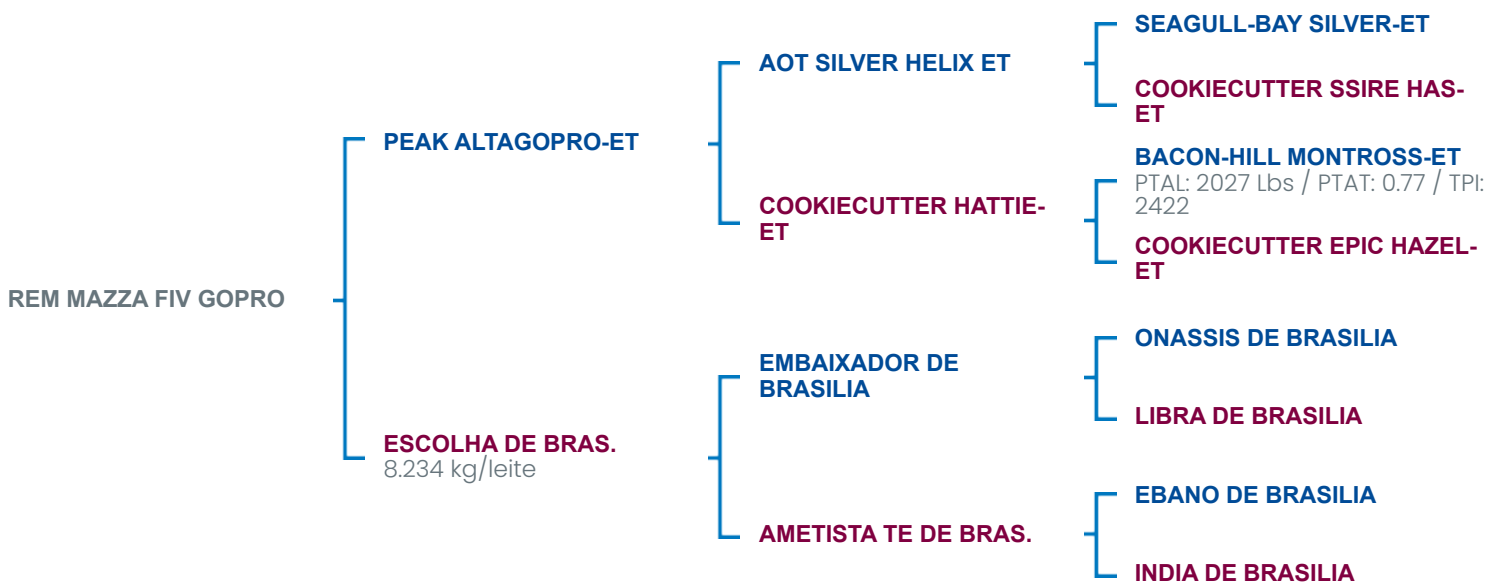 SEAGULL-BAY SILVER-ET
AOT SILVER HELIX ET
COOKIECUTTER SSIRE HAS-
ET
PEAK ALTAGOPRO-ET
BACON-HILL MONTROSS-ET
PTAL: 2027 Lbs / PTAT: 0.77 / TPI:
2422
COOKIECUTTER HATTIE-
ET
COOKIECUTTER EPIC HAZEL-
ET
REM MAZZA FIV GOPRO
ONASSIS DE BRASILIA
EMBAIXADOR DE
BRASILIA
LIBRA DE BRASILIA
ESCOLHA DE BRAS.
8.234 kg/leite
EBANO DE BRASILIA
AMETISTA TE DE BRAS.
INDIA DE BRASILIA